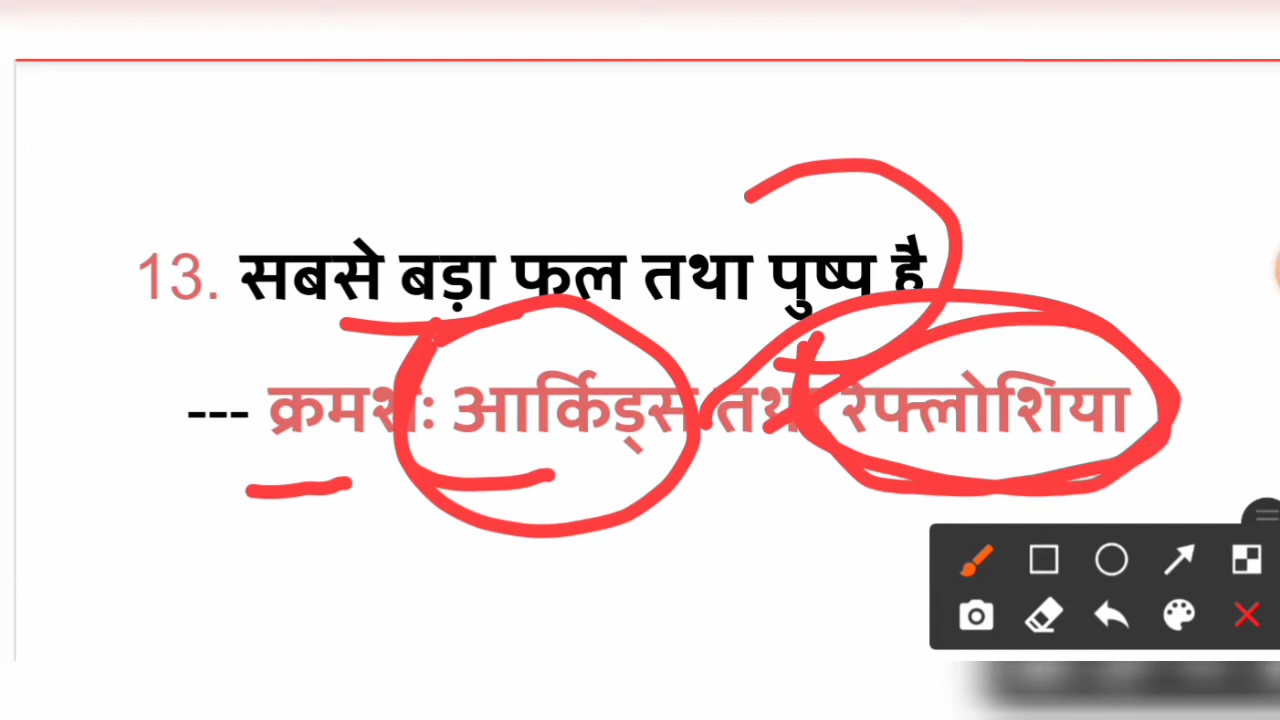 13. सबसे बड़ा फल तथा पुष्प है
--- क्रमशः आर्किड्स तथा रेफ्लोशिया